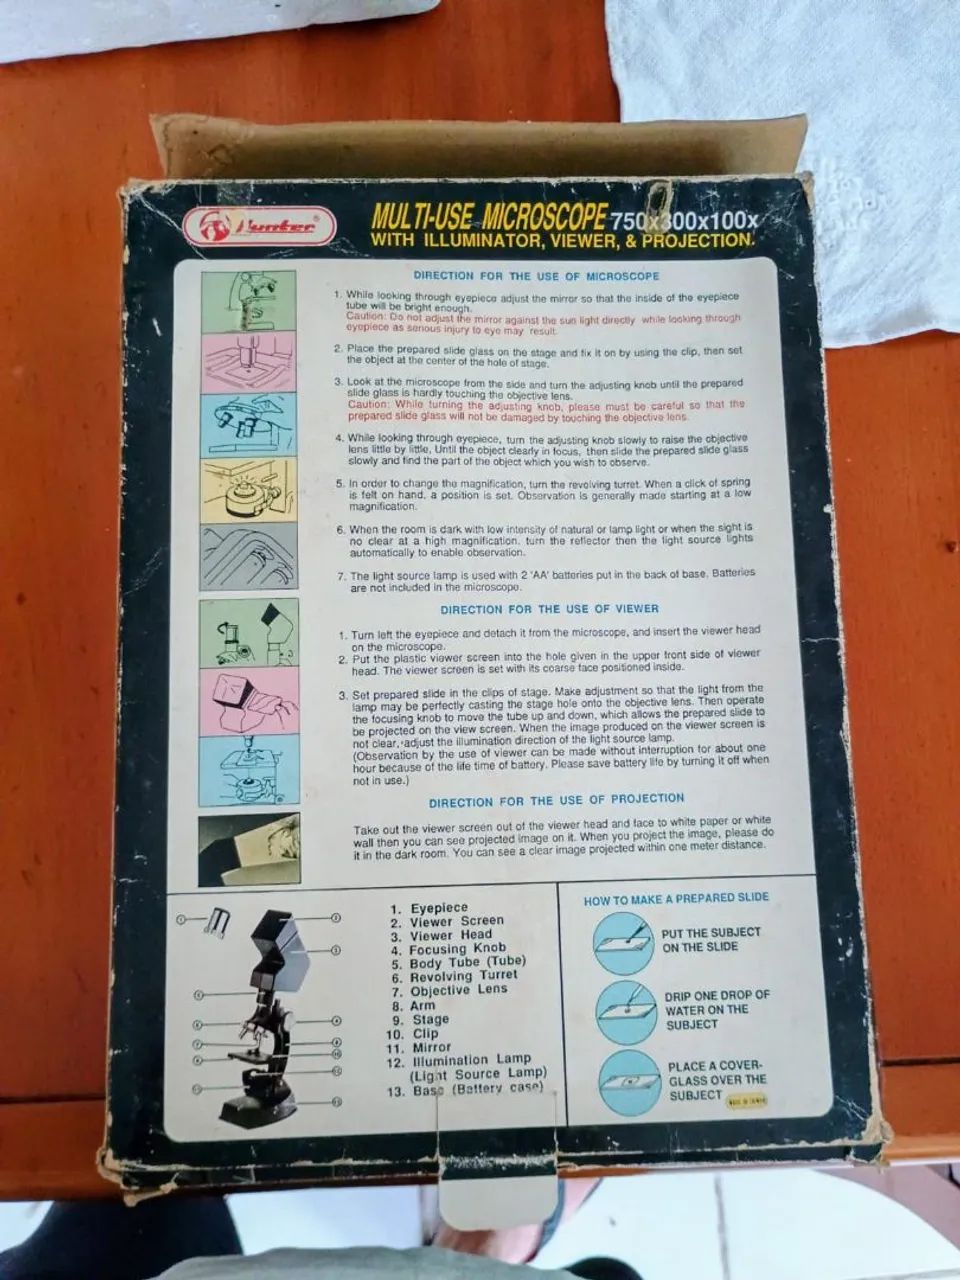 Hunter®
MULTI-USE MICROSCOPE 750x300x100x
WITH ILLUMINATOR, VIEWER, & PROJECTION.
DIRECTION FOR THE USE OF MICROSCOPE
1. While looking through eyepiece adjust the mirror so that the inside of the eyepiece
tube will be bright enough.
Caution: Do not adjust the mirror against the sun light directly while looking through
eyepiece as serious injury to eye may result.
2. Place the prepared slide glass on the stage and fix it on by using the clip, then set
the object at the center of the hole of stage.
3. Look at the microscope from the side and turn the adjusting knob until the prepared
slide glass is hardly touching the objective lens.
Caution: While turning the adjusting knob, please must be careful so that the
prepared slide glass will not be damaged by touching the objective lens.
4. While looking through eyepiece, turn the adjusting knob slowly to raise the objective
lens little by little, Until the object clearly in focus, then slide the prepared slide glass
slowly and find the part of the object which you wish to observe.
5. In order to change the magnification, turn the revolving turret. When a click of spring
is felt on hand, a position is set. Observation is generally made starting at a low
magnification.
6. When the room is dark with low intensity of natural or lamp light or when the sight is
no clear at a high magnification, turn the reflector then the light source lights
automatically to enable observation.
7. The light source lamp is used with 2 'AA' batteries put in the back of base. Batteries
are not included in the microscope.
DIRECTION FOR THE USE OF VIEWER
1. Turn left the eyepiece and detach it from the microscope, and insert the viewer head
on the microscope.
2. Put the plastic viewer screen into the hole given in the upper front side of viewer
head. The viewer screen is set with its coarse face positioned inside.
3. Set prepared slide in the clips of stage. Make adjustment so that the light from the
lamp may be perfectly casting the stage hole onto the objective lens. Then operate
the focusing knob to move the tube up and down, which allows the prepared slide to
be projected on the view screen. When the image produced on the viewer screen is
not clear, adjust the illumination direction of the light source lamp.
(Observation by the use of viewer can be made without interruption for about one
hour because of the life time of battery. Please save battery life by turning it off when
not in use.)
DIRECTION FOR THE USE OF PROJECTION
Take out the viewer screen out of the viewer head and face to white paper or white
wall then you can see projected image on it. When you project the image, please do
it in the dark room. You can see a clear image projected within one meter distance.
1. Eyepiece
2. Viewer Screen
3. Viewer Head
4. Focusing Knob
5. Body Tube (Tube)
6. Revolving Turret
7. Objective Lens
8. Arm
9. Stage
10. Clip
11. Mirror
12. Illumination Lamp
(Light Source Lamp)
13. Base (Battery case)
HOW TO MAKE A PREPARED SLIDE
PUT THE SUBJECT
ON THE SLIDE
DRIP ONE DROP OF
WATER ON THE
SUBJECT
PLACE A COVER-
GLASS OVER THE
SUBJECT
MADE IN TAIWAN